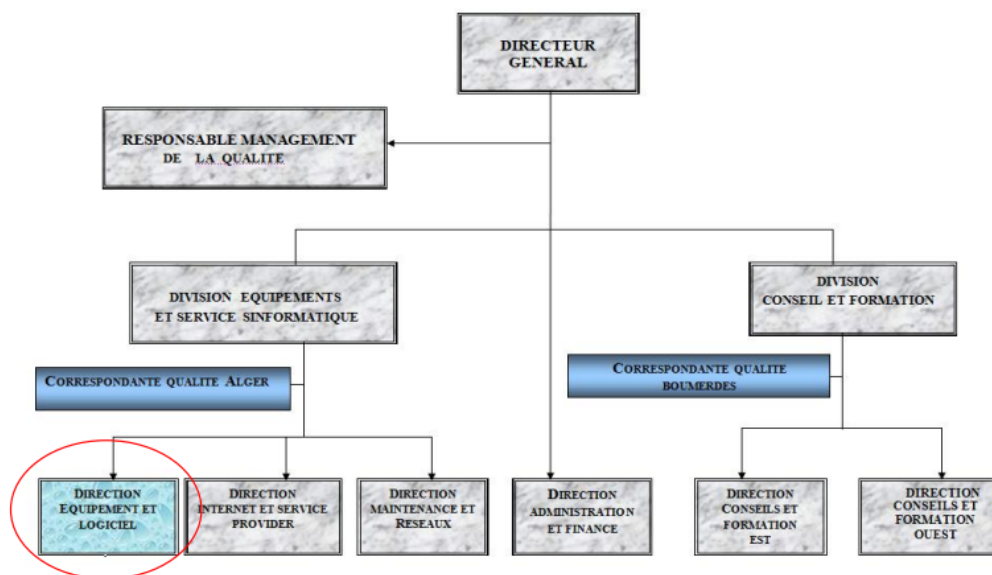 DIRECTEUR
GENERAL
RESPONSABLE MANAGEMENT
DE LA QUALITE
DIVISION EQUIPEMENTS
ET SERVICE SINFORMATIQUE
DIVISION
CONSEIL ET FORMATION
CORRESPONDANTE QUALITE ALGER
CORRESPONDANTE QUALITE
BOUMERDES
DIRECTION
EQUIPEMENT ET
LOGICIEL
DIRECTION
INTERNET ET SERVICE
PROVIDER
DIRECTION
MAINTENANCE ET
RESEAUX
DIRECTION
ADMINISTRATION
ET FINANCE
DIRECTION
CONSEILS ET
FORMATION
EST
DIRECTION
CONSEILS ET
FORMATION
OUEST